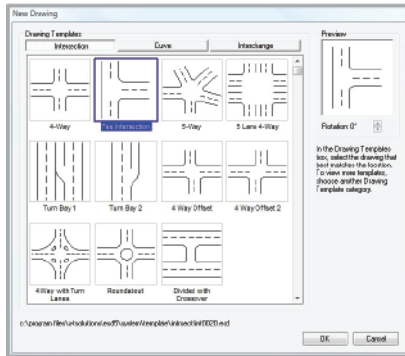 New Drawing
Drawing Templates
Intersection
Curve
Interchange
Preview
4-Way
Tee Intersection
5-Way
5 Lane 4-Way
Rotation 0°
In the Drawing Templates
box, select the drawing that
best matches the location.
To view more templates,
choose another Drawing
Template category.
Turn Bay 1
Turn Bay 2
4 Way Offset
4 Way Offset 2
4 Way with Turn
Lanes
Roundabout
Divided with
Crossover
OK
Cancel